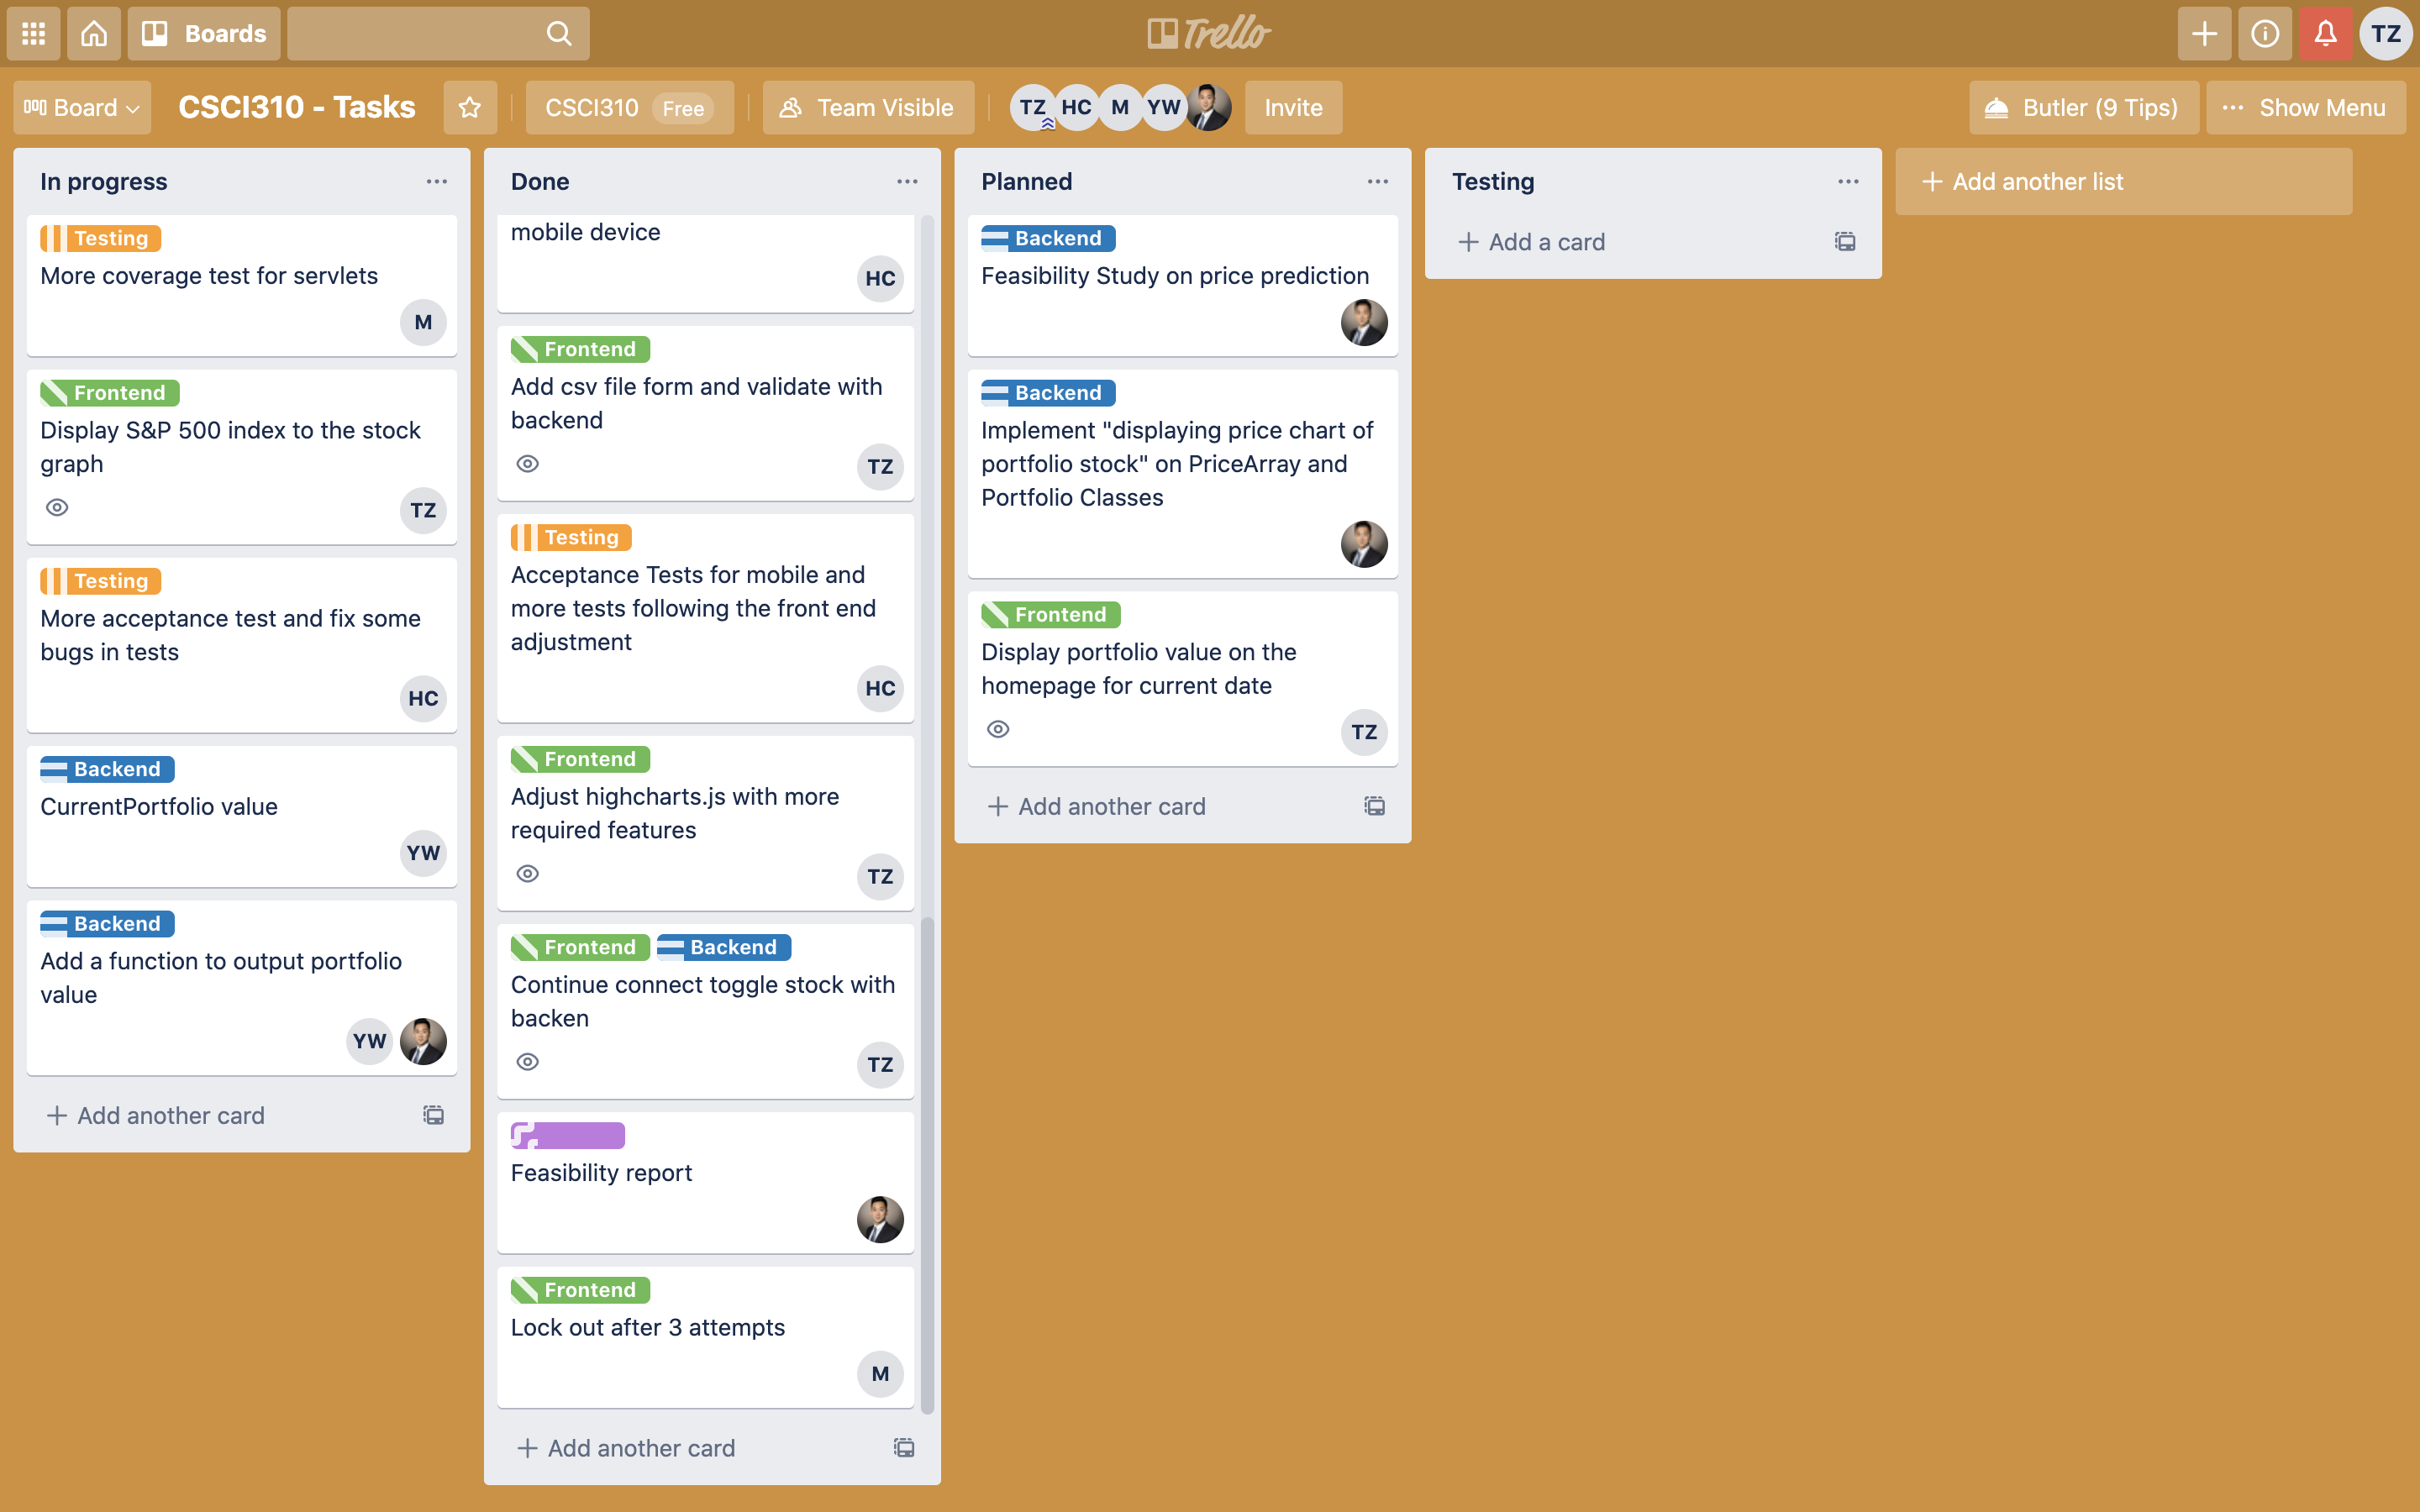 Boards
Trello
TZ
Board
CSCI310 - Tasks
CSCI310 Free
Team Visible
TZ HC M YW
Invite
Butler (9 Tips)
Show Menu
In progress
Testing
More coverage test for servlets
M
Frontend
Display S&P 500 index to the stock
graph
TZ
Testing
More acceptance test and fix some
bugs in tests
HC
Backend
CurrentPortfolio value
YW
Backend
Add a function to output portfolio
value
YW
Add another card
Done
mobile device
HC
Frontend
Add csv file form and validate with
backend
TZ
Testing
Acceptance Tests for mobile and
more tests following the front end
adjustment
HC
Frontend
Adjust highcharts.js with more
required features
TZ
Frontend Backend
Continue connect toggle stock with
backen
TZ
Feasibility report
Frontend
Lock out after 3 attempts
M
Add another card
Planned
Backend
Feasibility Study on price prediction
Backend
Implement "displaying price chart of
portfolio stock" on PriceArray and
Portfolio Classes
Frontend
Display portfolio value on the
homepage for current date
TZ
Add another card
Testing
Add a card
Add another list